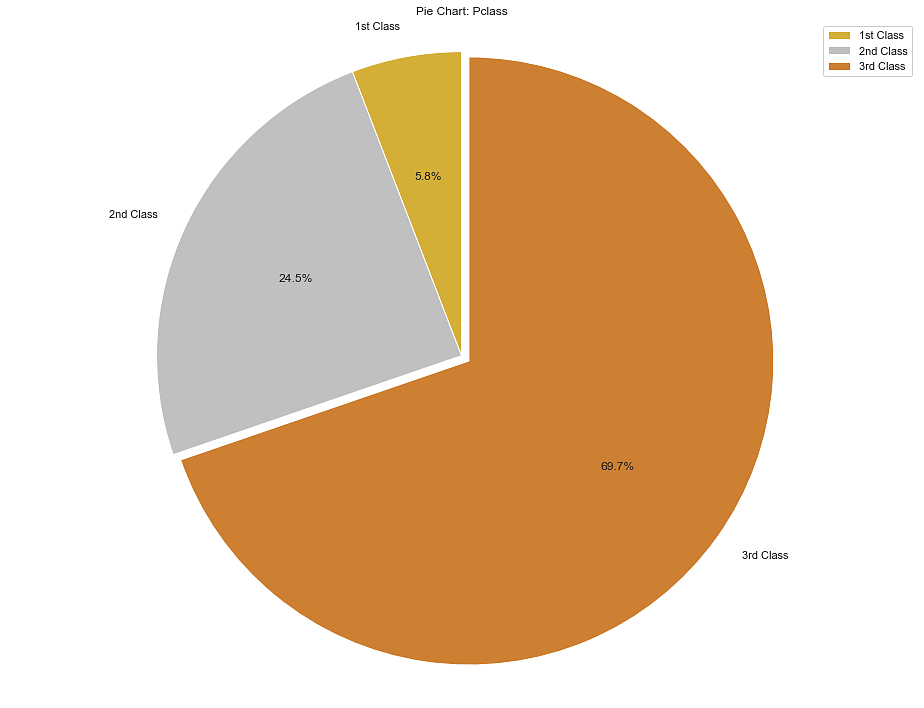 Pie Chart: Pclass
1st Class
1st Class
2nd Class
3rd Class
5.8%
2nd Class
24.5%
69.7%
3rd Class